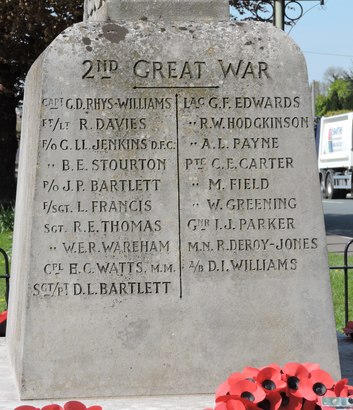 2ND GREAT WAR
CAPT G.D. RHYS-WILLIAMS
F/LT R. DAVIES
F/O G. LL. JENKINS D.F.C.
" B.E. STOURTON
P/O J.P. BARTLETT
F/SGT. L. FRANCIS
SGT. R.E. THOMAS
" W.E.R. WAREHAM
CPL H.C. WATTS. M.M.
SGT/PT D.L. BARTLETT
LAC G.F. EDWARDS
" R.W. HODGKINSON
" A.L. PAYNE
PTE C.E. CARTER
" M. FIELD
" W. GREENING
GNR I.J. PARKER
M.N. R. DEROY-JONES
A/B D.I. WILLIAMS